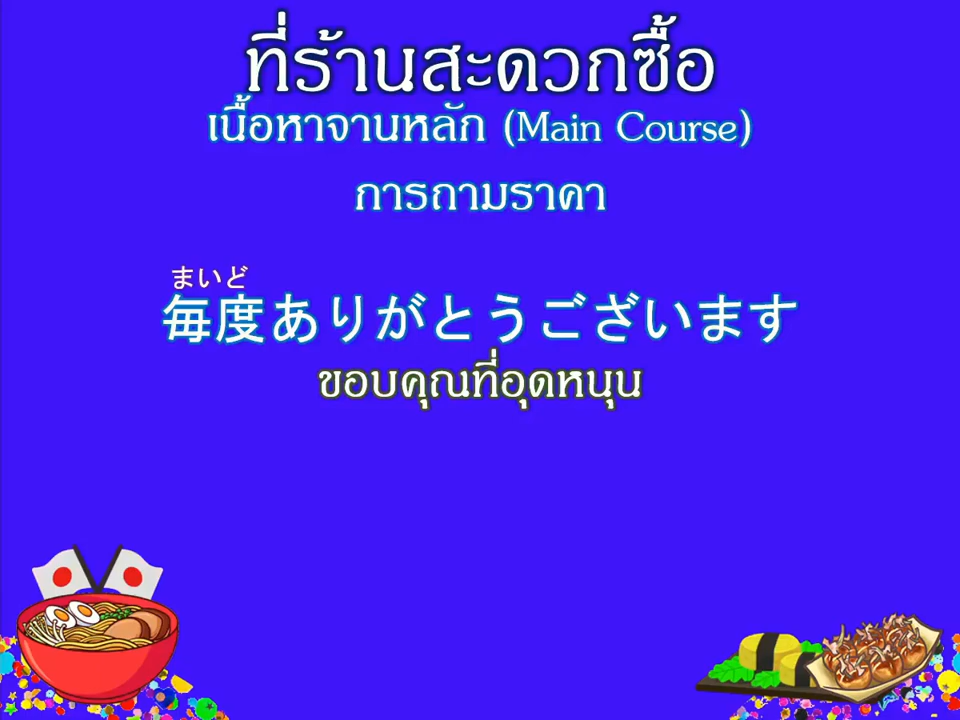 ที่ร้านสะดวกซื้อ
เนื้อหาจานหลัก (Main Course)
การถามราคา
まいど
毎度ありがとうございます
ขอบคุณที่อุดหนุน